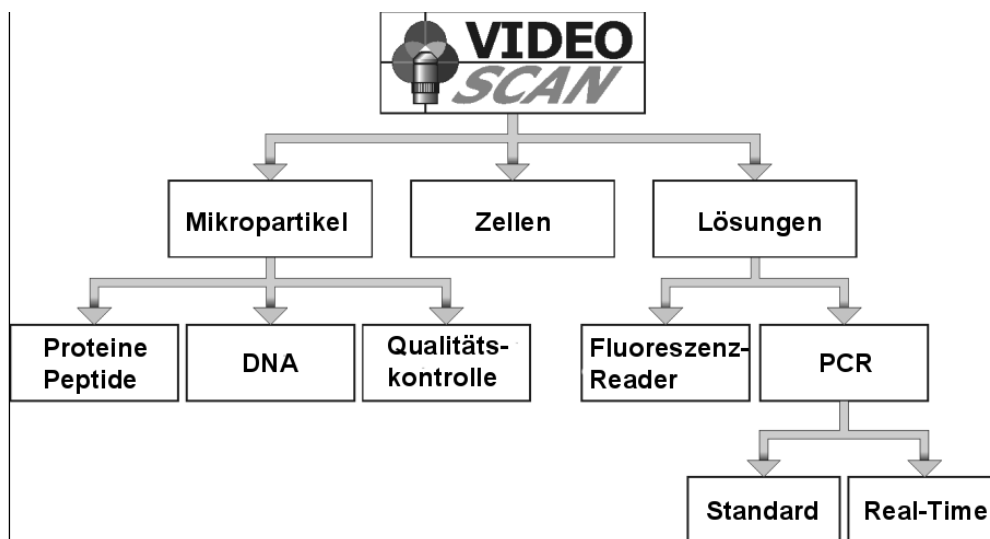 VIDEO
SCAN
Mikropartikel
Zellen
Lösungen
Proteine
Peptide
DNA
Qualitäts-
kontrolle
Fluoreszenz-
Reader
PCR
Standard
Real-Time